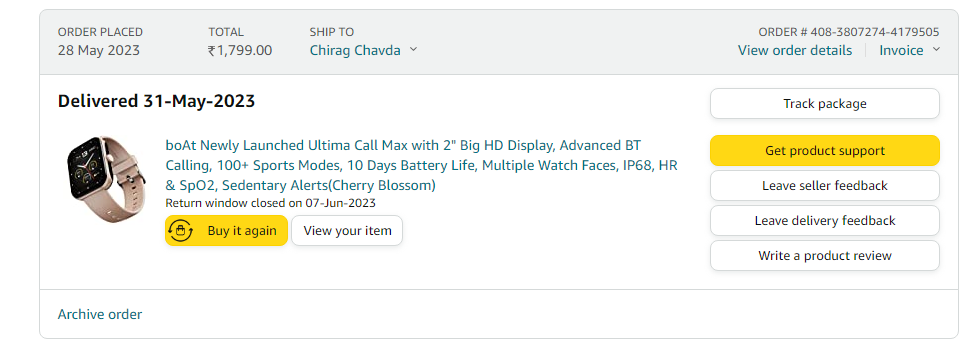 ORDER PLACED
28 May 2023
TOTAL
₹1,799.00
SHIP TO
Chirag Chavda
ORDER # 408-3807274-4179505
View order details
Invoice
Delivered 31-May-2023
boAt Newly Launched Ultima Call Max with 2" Big HD Display, Advanced BT
Calling, 100+ Sports Modes, 10 Days Battery Life, Multiple Watch Faces, IP68, HR
& SpO2, Sedentary Alerts(Cherry Blossom)
Return window closed on 07-Jun-2023
Buy it again
View your item
Track package
Get product support
Leave seller feedback
Leave delivery feedback
Write a product review
Archive order